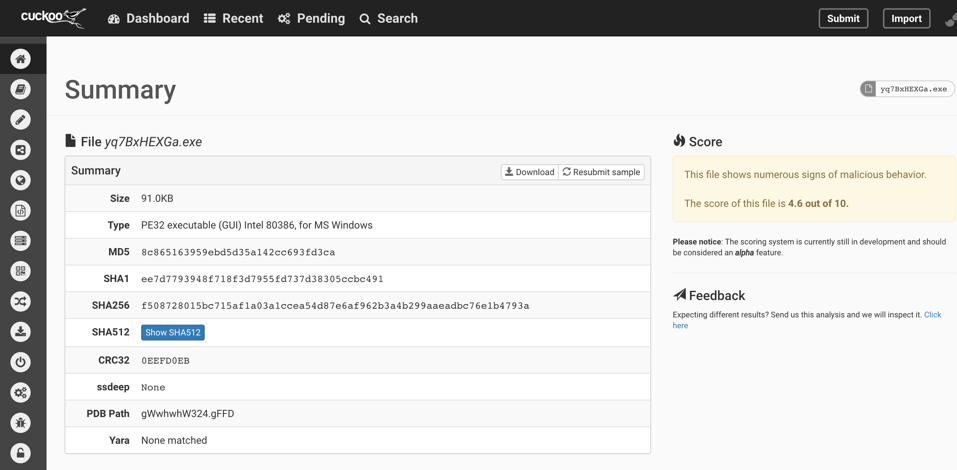 cuckoo Dashboard Recent Pending Search Submit Import
Summary
yq7BxHEXGa.exe
File yq7BxHEXGa.exe
Summary Download Resubmit sample
Size 91.0KB
Type PE32 executable (GUI) Intel 80386, for MS Windows
MD5 8c865163959ebd5d35a142cc693fd3ca
SHA1 ee7d7793948f718f3d7955fd737d38305ccbc491
SHA256 f508728015bc715af1a03a1ccea54d87e6af962b3a4b299aaeadbc76e1b4793a
SHA512 Show SHA512
CRC32 0EEFD0EB
ssdeep None
PDB Path gWwhwhW324.gFFD
Yara None matched
Score
This file shows numerous signs of malicious behavior.
The score of this file is 4.6 out of 10.
Please notice: The scoring system is currently still in development and should
be considered an alpha feature.
Feedback
Expecting different results? Send us this analysis and we will inspect it. Click
here